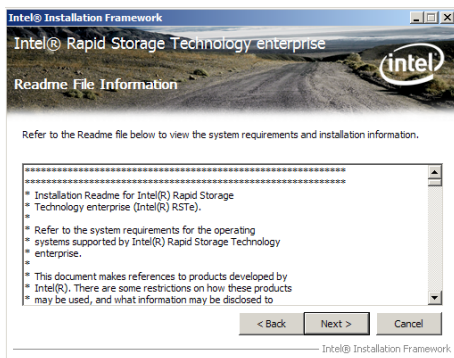 Intel® Installation Framework
Intel® Rapid Storage Technology enterprise
intel
Readme File Information
Refer to the Readme file below to view the system requirements and installation information.
*************************************************************
*************************************************************
* Installation Readme for Intel(R) Rapid Storage
* Technology enterprise (Intel(R) RSTe).
*
* Refer to the system requirements for the operating
* systems supported by Intel(R) Rapid Storage Technology
* enterprise.
*
* This document makes references to products developed by
* Intel(R). There are some restrictions on how these products
* may be used, and what information may be disclosed to
< Back Next > Cancel
Intel® Installation Framework